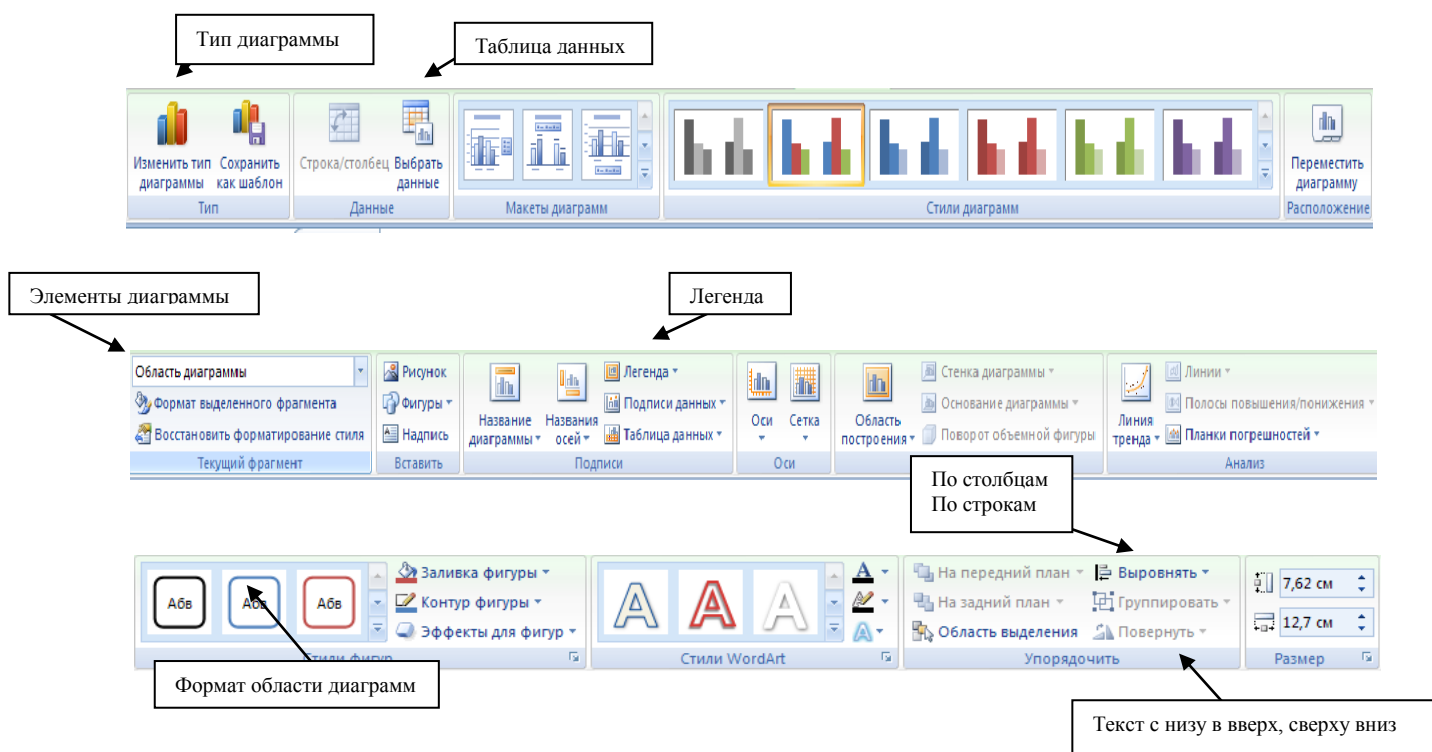 Тип диаграммы
Таблица данных
Изменить тип диаграммы
Сохранить как шаблон
Строка/столбец
Выбрать данные
Переместить диаграмму
Тип
Данные
Макеты диаграмм
Стили диаграмм
Расположение
Элементы диаграммы
Легенда
Область диаграммы
Формат выделенного фрагмента
Восстановить форматирование стиля
Текущий фрагмент
Рисунок
Фигуры
Надпись
Вставить
Название диаграммы
Названия осей
Легенда
Подписи данных
Таблица данных
Подписи
Оси
Сетка
Оси
Область построения
Стенка диаграммы
Основание диаграммы
Поворот объемной фигуры
Линия тренда
Линии
Полосы повышения/понижения
Планки погрешностей
Анализ
По столбцам
По строкам
Абв
Абв
Абв
Заливка фигуры
Контур фигуры
Эффекты для фигур
Стили фигур
A
A
A
A
A
Стили WordArt
На передний план
На задний план
Область выделения
Выровнять
Группировать
Повернуть
Упорядочить
7,62 см
12,7 см
Размер
Формат области диаграмм
Текст с низу в вверх, сверху вниз